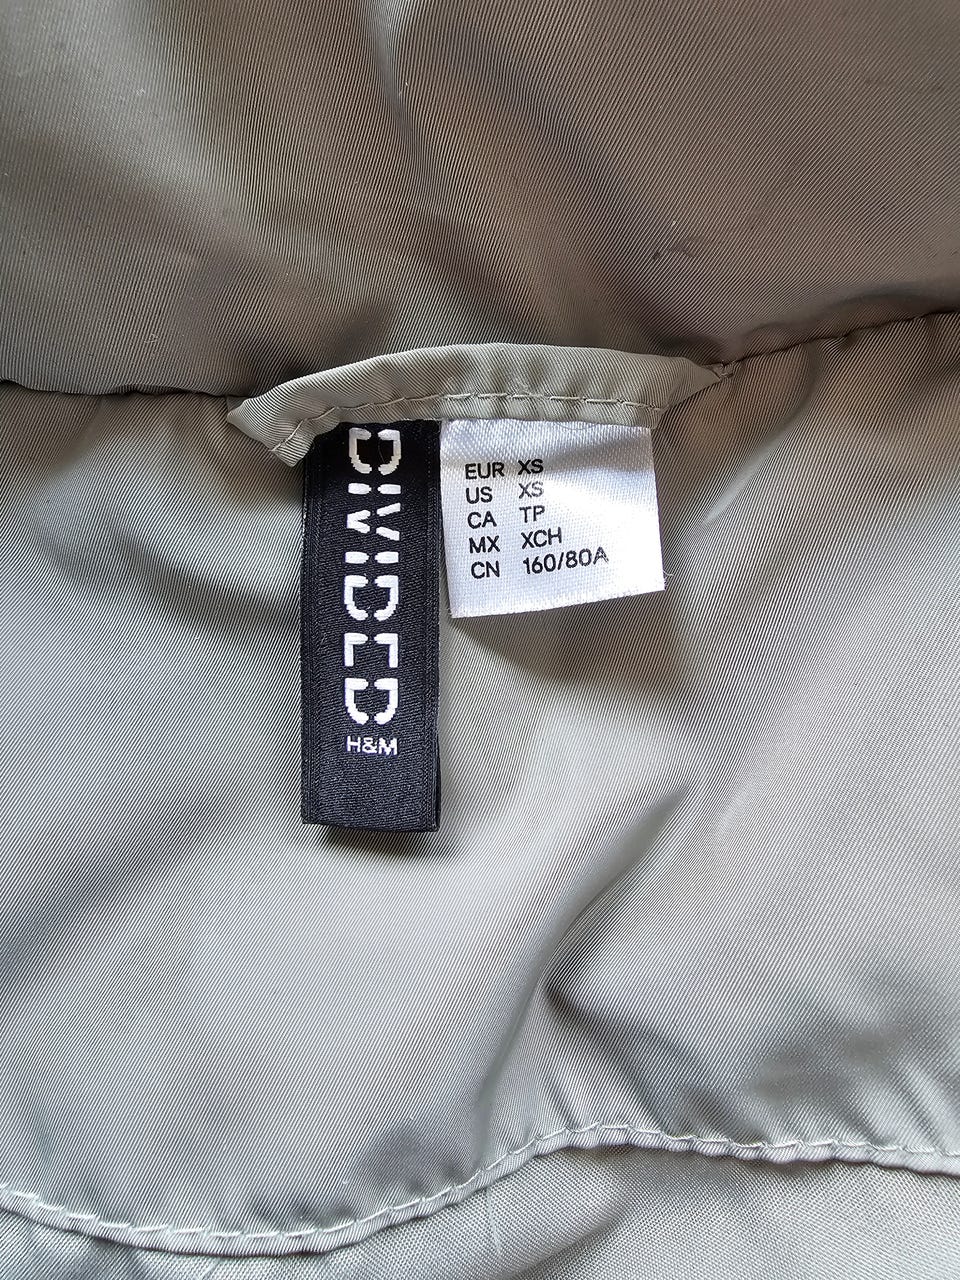 DIVIDED
H&M
EUR XS
US XS
CA TP
MX XCH
CN 160/80A